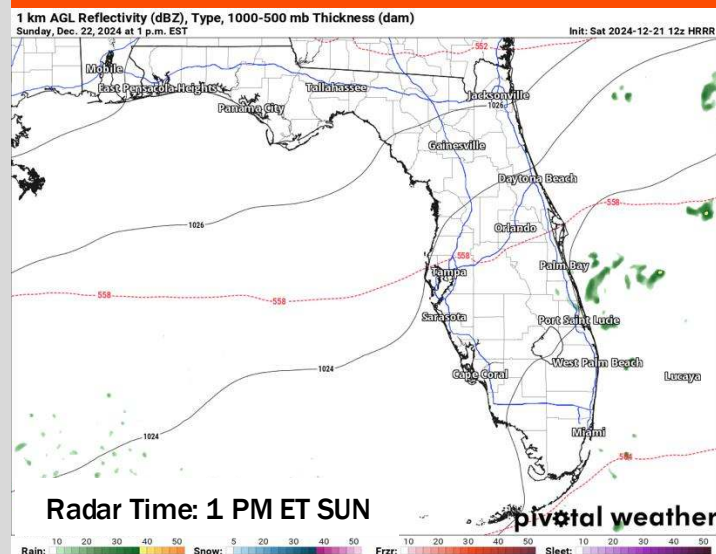 1 km AGL Reflectivity (dBZ), Type, 1000-500 mb Thickness (dam)
Sunday, Dec. 22, 2024 at 1 p.m. EST Init: Sat 2024-12-21 12z HRRR
552
Mobile
East Pensacola Heights
Tallahassee
Jacksonville
Panama City
1026
Gainesville
Daytona Beach
558
1026
Orlando
558
Palm Bay
Tampa
558
558
Sarasota
Port Saint Lucie
West Palm Beach
1024
Cape Coral
Lucaya
1024
Miami
Radar Time: 1 PM ET SUN
pivotal weather
Rain: 10 20 30 40 50 Snow: 5 20 30 40 50 Frzr: 10 20 30 40 50 Sleet: 10 20 30 40 50